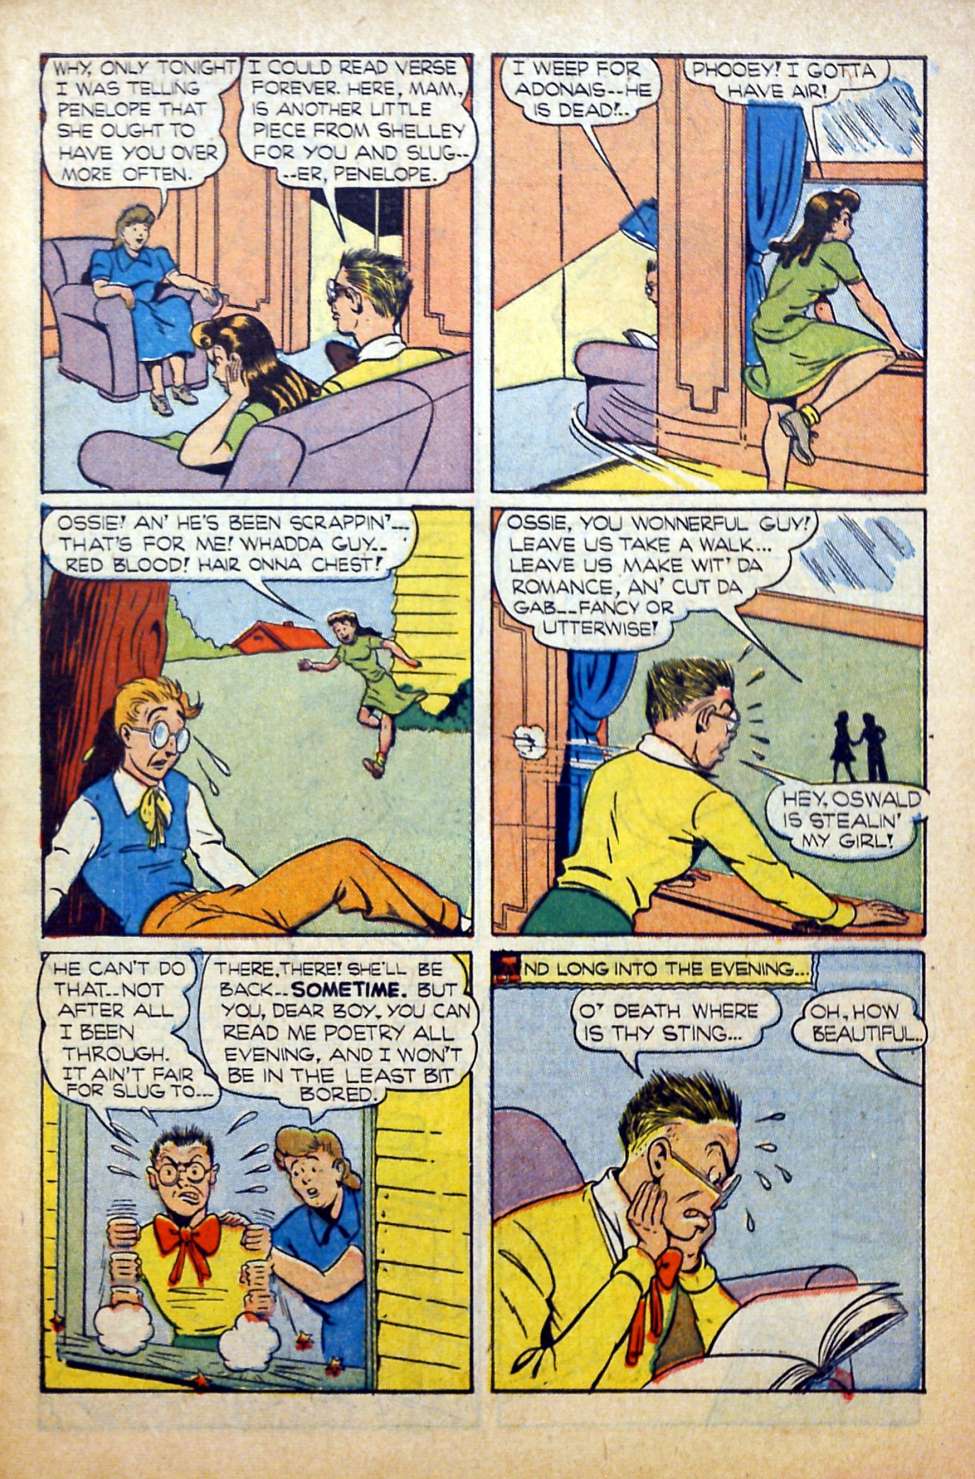 WHY, ONLY TONIGHT
I WAS TELLING
PENELOPE THAT
SHE OUGHT TO
HAVE YOU OVER
MORE OFTEN.
I COULD READ VERSE
FOREVER. HERE, MAM,
IS ANOTHER LITTLE
PIECE FROM SHELLEY
FOR YOU AND SLUG--
--ER, PENELOPE.
I WEEP FOR
ADONAIS--HE
IS DEAD!..
PHOOEY! I GOTTA
HAVE AIR!
OSSIE! AN' HE'S BEEN SCRAPPIN'--
THAT'S FOR ME! WHADDA GUY--
RED BLOOD! HAIR ONNA CHEST!
OSSIE, YOU WONNERFUL GUY!
LEAVE US TAKE A WALK...
LEAVE US MAKE WIT' DA
ROMANCE, AN' CUT DA
GAB--FANCY OR
UTTERWISE!
HEY, OSWALD
IS STEALIN'
MY GIRL!
HE CAN'T DO
THAT--NOT
AFTER ALL
I BEEN
THROUGH.
IT AIN'T FAIR
FOR SLUG TO--
THERE, THERE! SHE'LL BE
BACK--SOMETIME. BUT
YOU, DEAR BOY, YOU CAN
READ ME POETRY ALL
EVENING, AND I WON'T
BE IN THE LEAST BIT
BORED.
AND LONG INTO THE EVENING...
O' DEATH WHERE
IS THY STING...
OH, HOW
BEAUTIFUL..